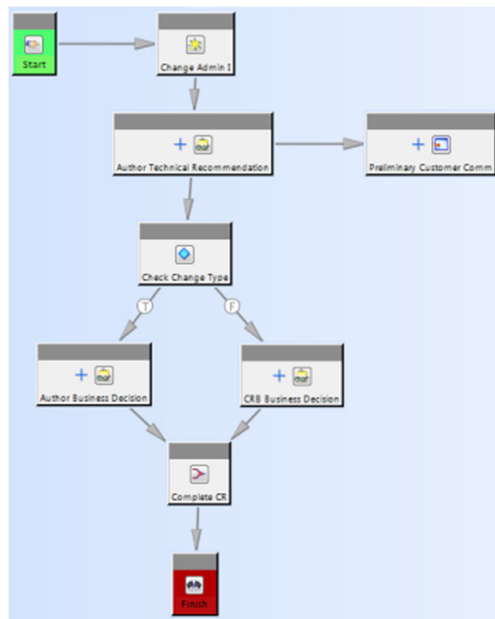 Start
Change Admin I
Author Technical Recommendation
Preliminary Customer Comm
Check Change Type
T
F
Author Business Decision
CRB Business Decision
Complete CR
Finish